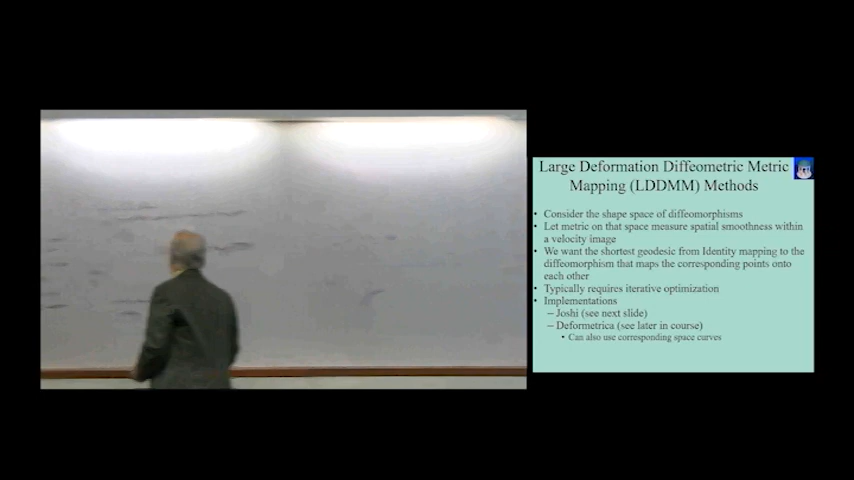 Large Deformation Diffeometric Metric
Mapping (LDDMM) Methods
• Consider the shape space of diffeomorphisms
• Let metric on that space measure spatial smoothness within
a velocity image
• We want the shortest geodesic from Identity mapping to the
diffeomorphism that maps the corresponding points onto
each other
• Typically requires iterative optimization
• Implementations
– Joshi (see next slide)
– Deformetrica (see later in course)
• Can also use corresponding space curves